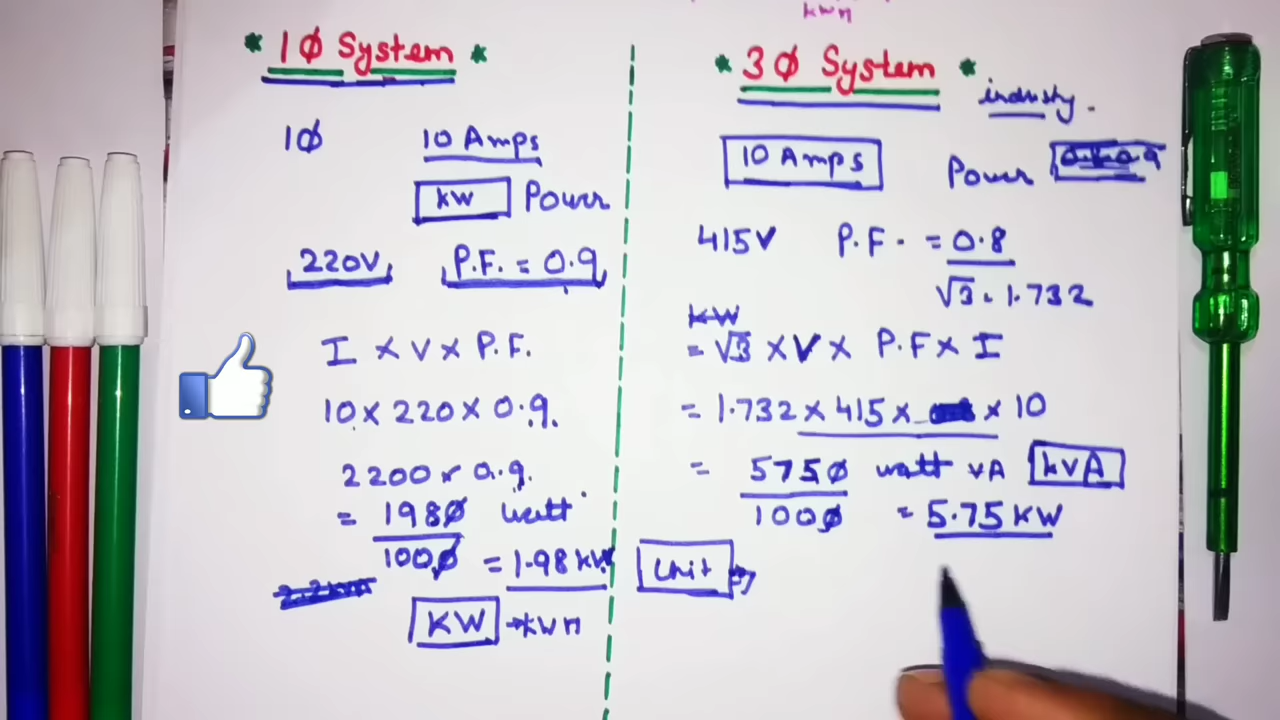 kWH
* 1Ø System *
1Ø 10 Amps
kW Power
220V P.F. = 0.9
I × V × P.F.
10 × 220 × 0.9.
2200 × 0.9.
= 1980 watt
1000 = 1.98 kW
KW → kWH
* 3Ø System *
industry.
10 Amps Power
415V P.F. = 0.8
√3 = 1.732
KW
= √3 × V × P.F × I
= 1.732 × 415 × × 10
= 5750 watt VA kVA
1000 = 5.75 KW
Unit